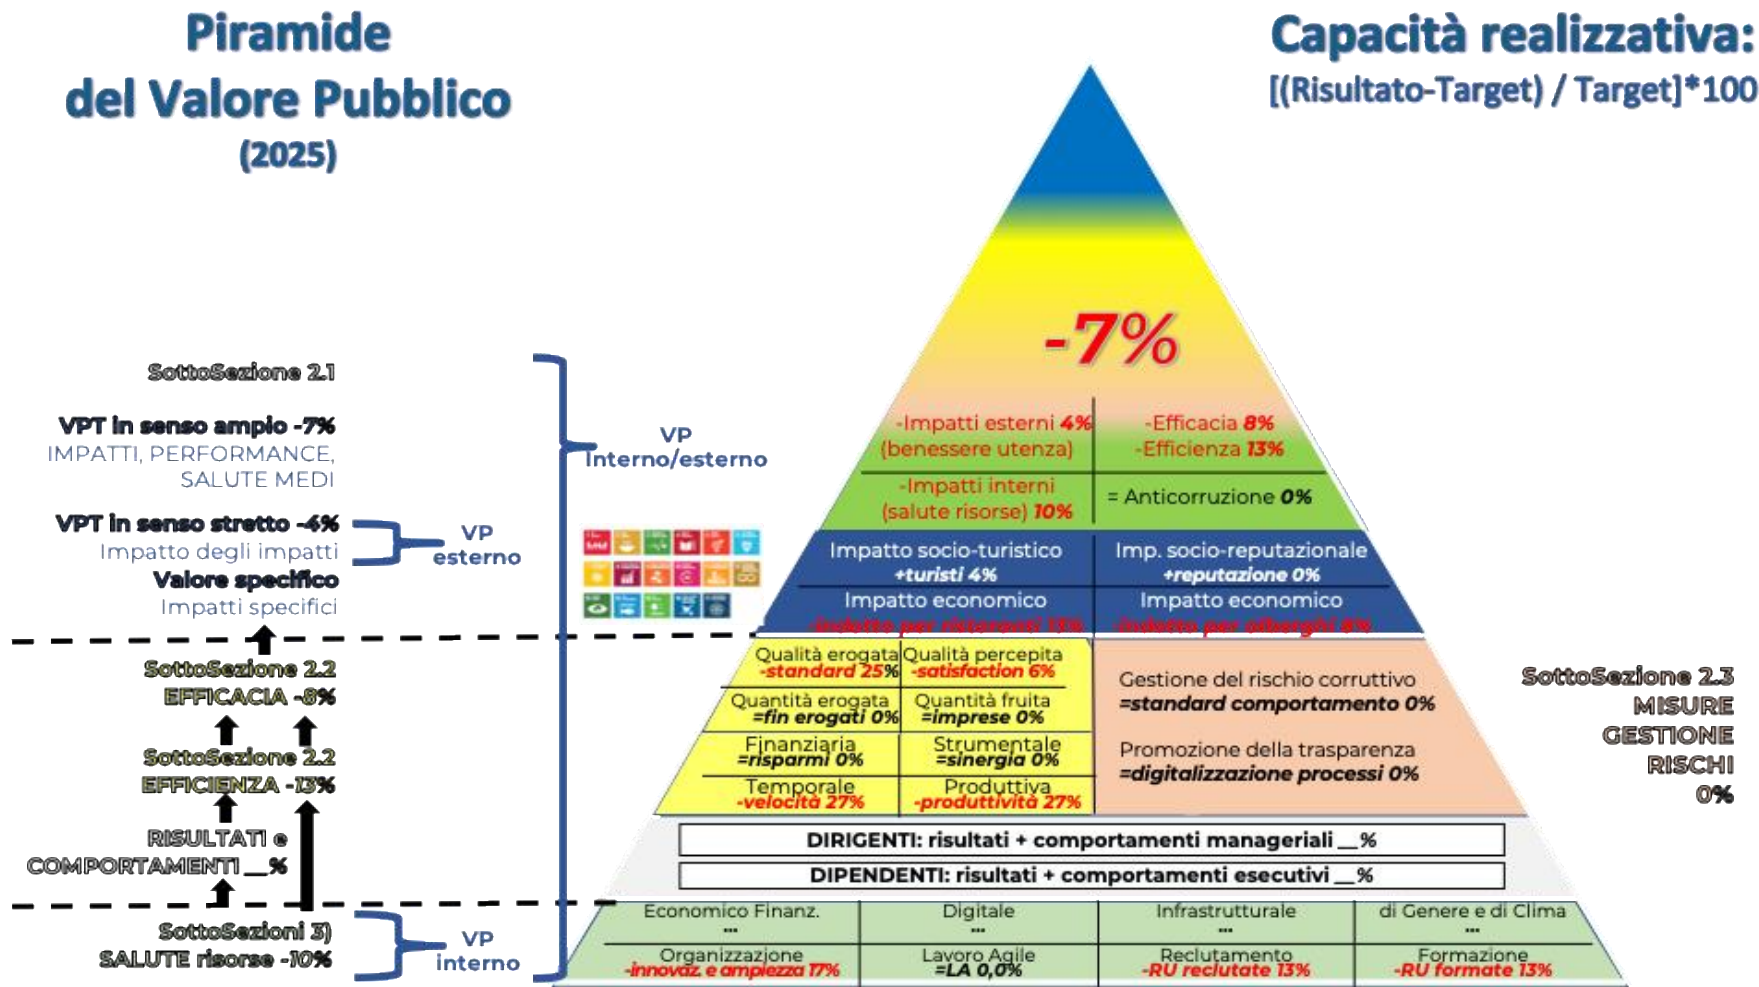 Piramide
del Valore Pubblico
(2025)
Capacità realizzativa:
[(Risultato-Target) / Target]*100
-7%
SottoSezione 2.1
VPT in senso ampio -7%
IMPATTI, PERFORMANCE,
SALUTE MEDI
VPT in senso stretto -4%
Impatto degli impatti
Valore specifico
Impatti specifici
VP
Interno/esterno
VP
esterno
-Impatti esterni 4%
(benessere utenza)
-Efficacia 8%
-Efficienza 13%
-Impatti interni
(salute risorse) 10%
= Anticorruzione 0%
Impatto socio-turistico
+turisti 4%
Imp. socio-reputazionale
+reputazione 0%
Impatto economico
-indotto per ristoranti 13%
Impatto economico
-indotto per alberghi 8%
SottoSezione 2.2
EFFICACIA -8%
SottoSezione 2.2
EFFICIENZA -13%
RISULTATI e
COMPORTAMENTI __%
Qualità erogata
-standard 25%
Qualità percepita
-satisfaction 6%
Quantità erogata
=fin erogati 0%
Quantità fruita
=imprese 0%
Finanziaria
=risparmi 0%
Strumentale
=sinergia 0%
Temporale
-velocità 27%
Produttiva
-produttività 27%
Gestione del rischio corruttivo
=standard comportamento 0%
Promozione della trasparenza
=digitalizzazione processi 0%
SottoSezione 2.3
MISURE
GESTIONE
RISCHI
0%
DIRIGENTI: risultati + comportamenti manageriali __%
DIPENDENTI: risultati + comportamenti esecutivi __%
SottoSezioni 3)
SALUTE risorse -10%
VP
interno
Economico Finanz.
...
Digitale
...
Infrastrutturale
...
di Genere e di Clima
...
Organizzazione
-innovaz. e ampiezza 17%
Lavoro Agile
=LA 0,0%
Reclutamento
-RU reclutate 13%
Formazione
-RU formate 13%